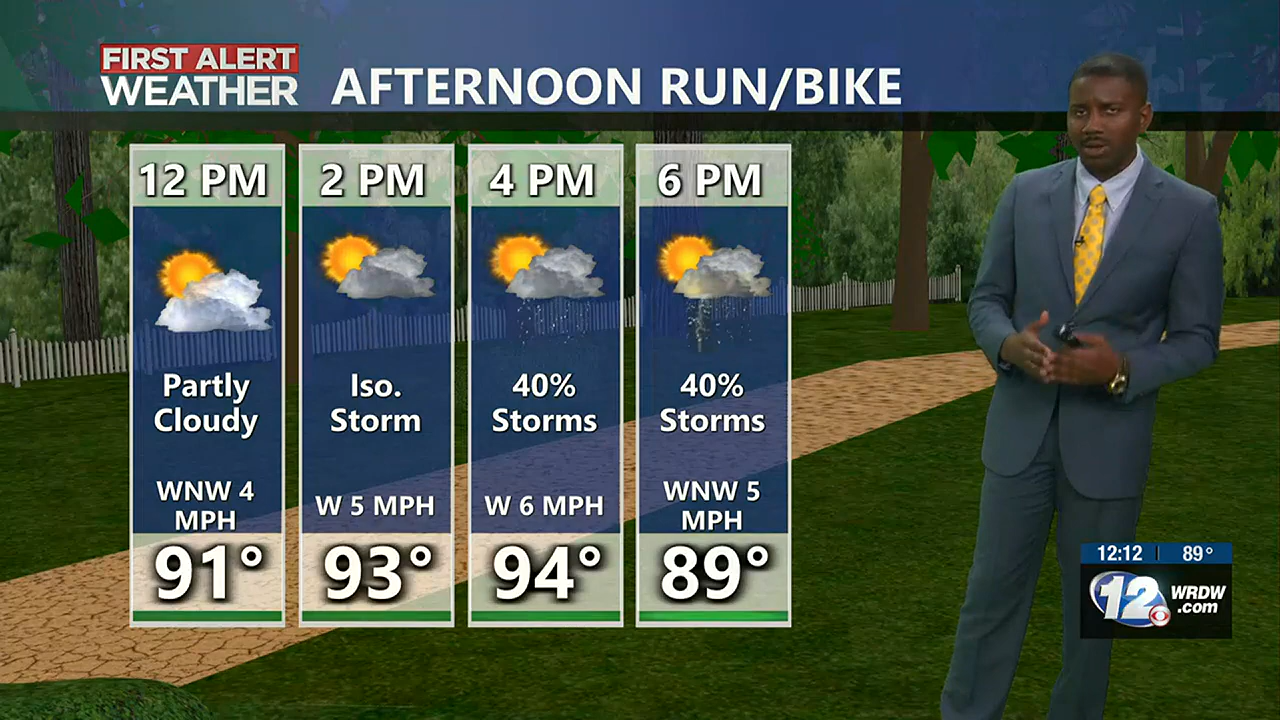 FIRST ALERT
WEATHER
AFTERNOON RUN/BIKE
12 PM
Partly
Cloudy
WNW 4
MPH
91°
2 PM
Iso.
Storm
W 5 MPH
93°
4 PM
40%
Storms
W 6 MPH
94°
6 PM
40%
Storms
WNW 5
MPH
89°
12:12 89°
12 WRDW
.com